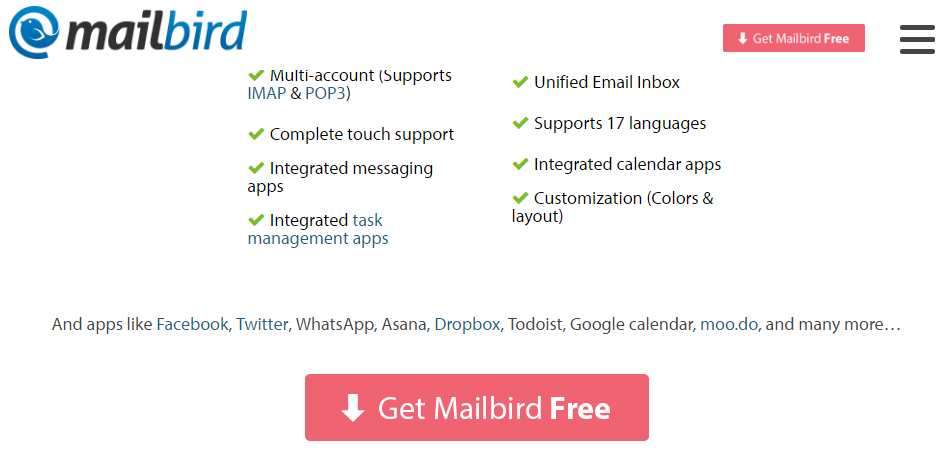 mailbird
Get Mailbird Free
Multi-account (Supports
IMAP & POP3)
Complete touch support
Integrated messaging
apps
Integrated task
management apps
Unified Email Inbox
Supports 17 languages
Integrated calendar apps
Customization (Colors &
layout)
And apps like Facebook, Twitter, WhatsApp, Asana, Dropbox, Todoist, Google calendar, moo.do, and many more…
Get Mailbird Free